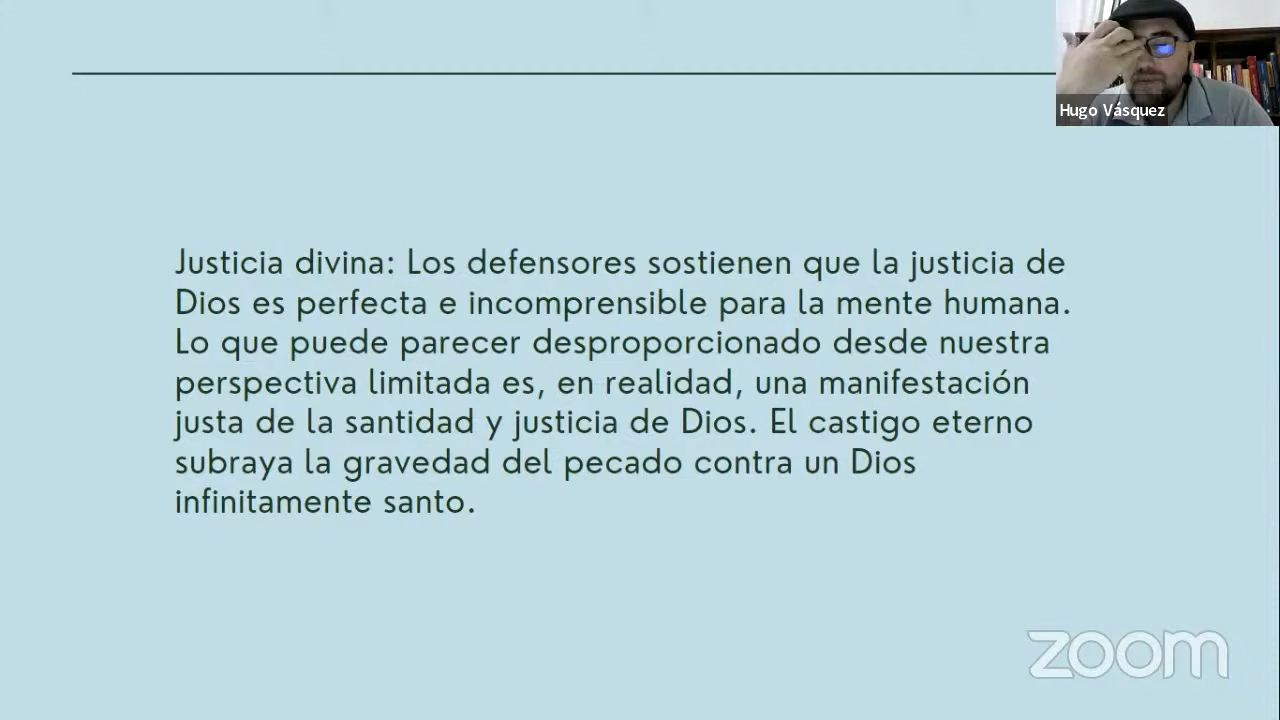 Hugo Vásquez
Justicia divina: Los defensores sostienen que la justicia de
Dios es perfecta e incomprensible para la mente humana.
Lo que puede parecer desproporcionado desde nuestra
perspectiva limitada es, en realidad, una manifestación
justa de la santidad y justicia de Dios. El castigo eterno
subraya la gravedad del pecado contra un Dios
infinitamente santo.
zoom